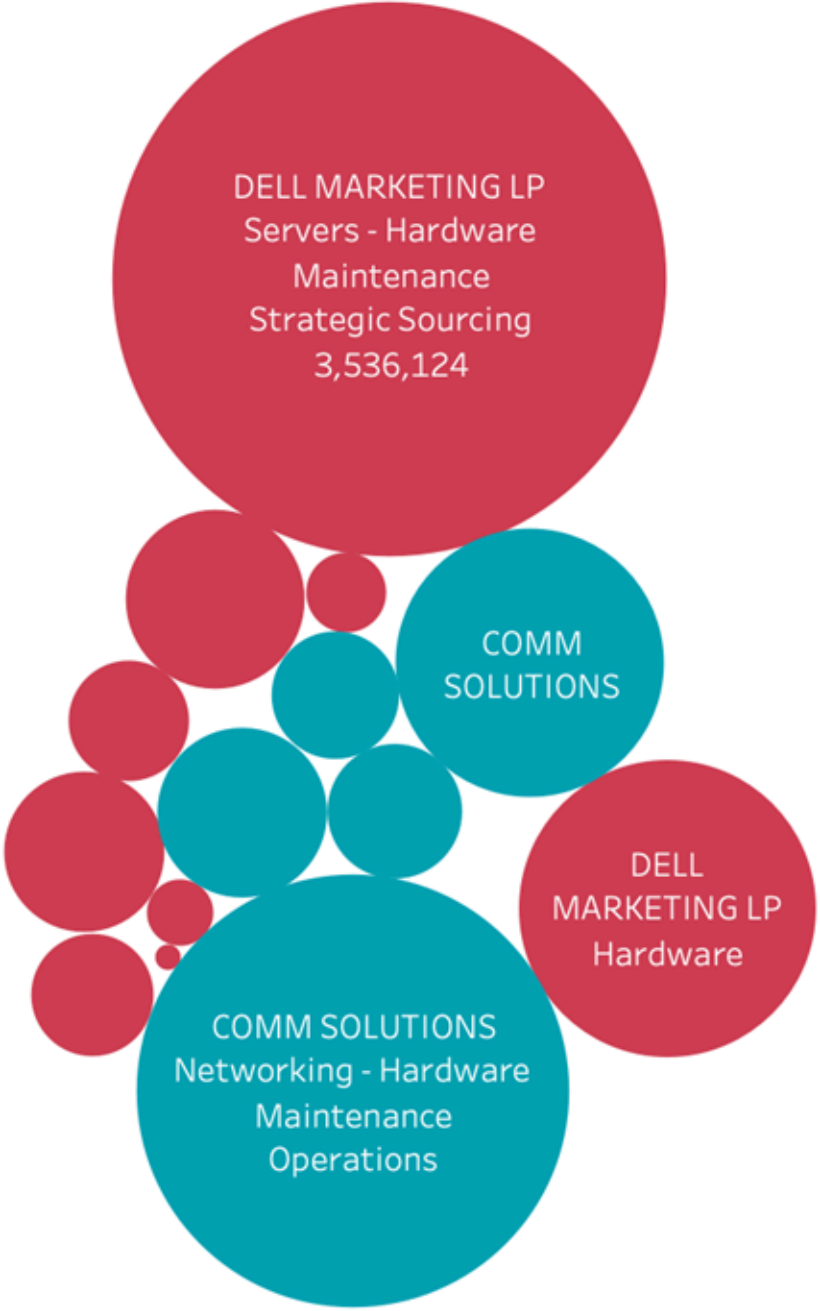 DELL MARKETING LP
Servers - Hardware
Maintenance
Strategic Sourcing
3,536,124
COMM
SOLUTIONS
DELL
MARKETING LP
Hardware
COMM SOLUTIONS
Networking - Hardware
Maintenance
Operations